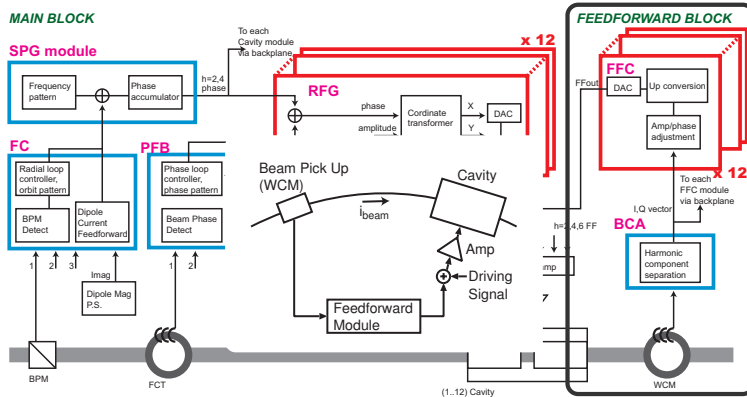 MAIN BLOCK
FEEDFORWARD BLOCK
SPG module
To each
Cavity module
via backplane
x 12
Frequency
pattern
Phase
accumulator
h=2,4
phase
RFG
phase
amplitude
Cordinate
transformer
X
Y
DAC
FFout
FFC
DAC
Up conversion
Amp/phase
adjustment
x 12
FC
Radial loop
controller,
orbit pattern
BPM
Detect
Dipole
Current
Feedforward
1
2
3
PFB
Phase loop
controller,
phase pattern
Beam Phase
Detect
1
2
Imag
Dipole Mag
P.S.
Beam Pick Up
(WCM)
ibeam
Cavity
Amp
Driving
Signal
Feedforward
Module
h=2,4,6 FF
I,Q vector
To each
FFC module
via backplane
BCA
Harmonic
component
separation
BPM
FCT
(1..12) Cavity
WCM